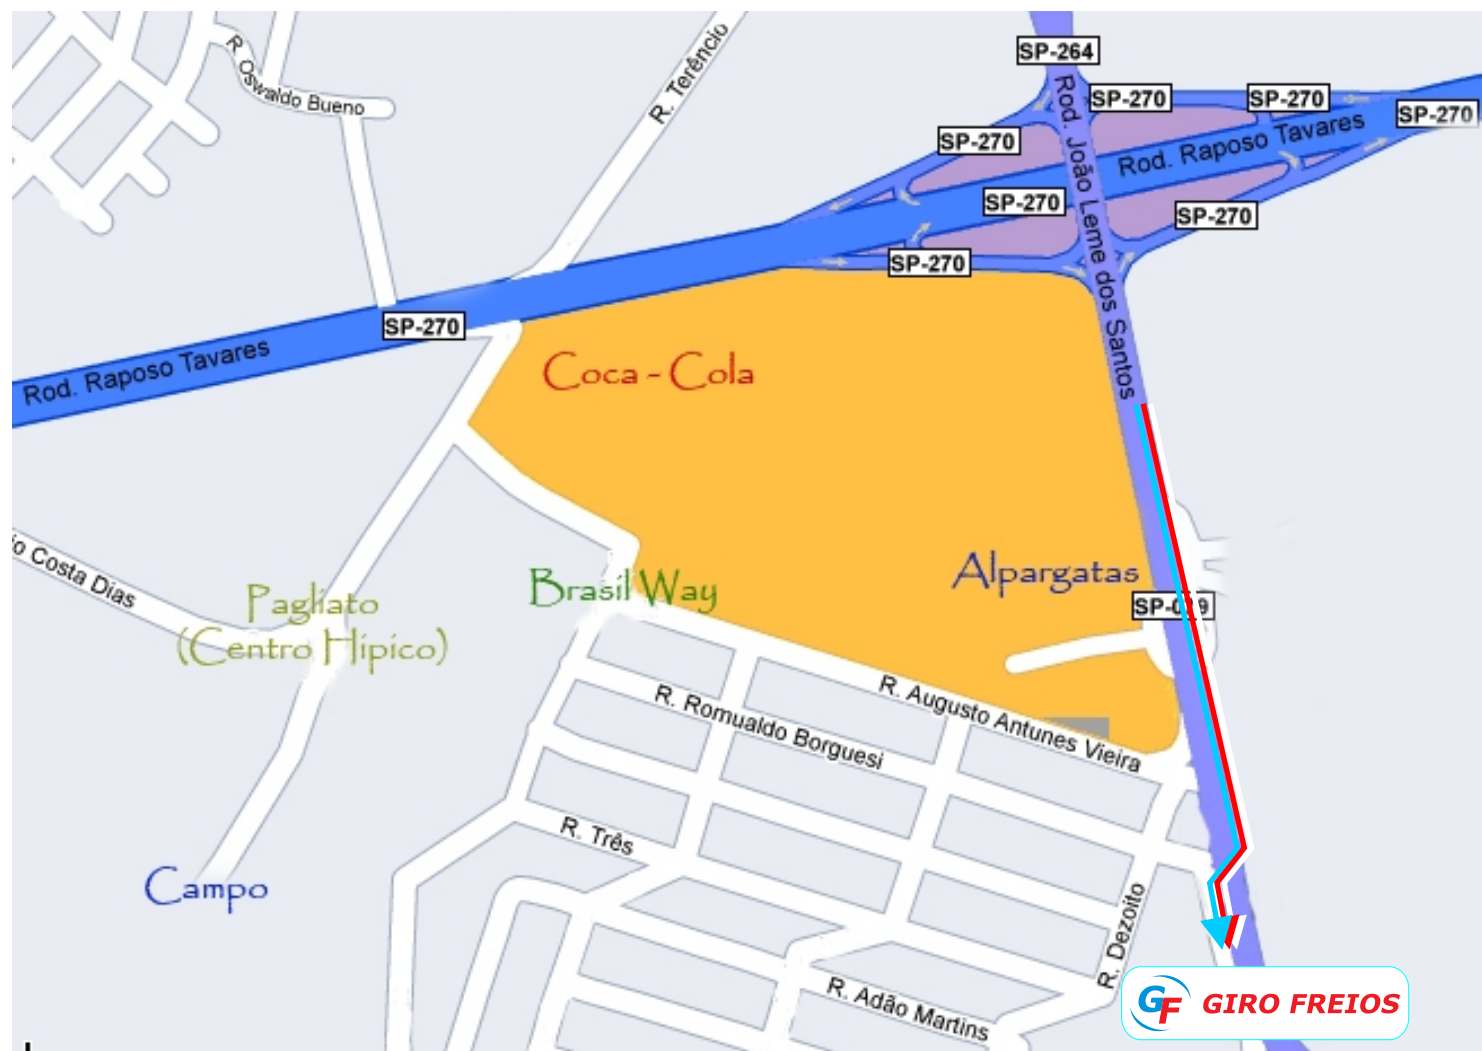 SP-264
R. Oswaldo Bueno
R. Terêncio
SP-270
SP-270
SP-270
SP-270
Rod. Raposo Tavares
Rod. João Leme dos Santos
SP-270
SP-270
SP-270
SP-270
Rod. Raposo Tavares
Coca - Cola
io Costa Dias
Pagliato
(Centro Hípico)
Brasil Way
Alpargatas
R. Augusto Antunes Vieira
R. Romualdo Borguesi
R. Três
Campo
R. Dezoito
R. Adão Martins
GF GIRO FREIOS